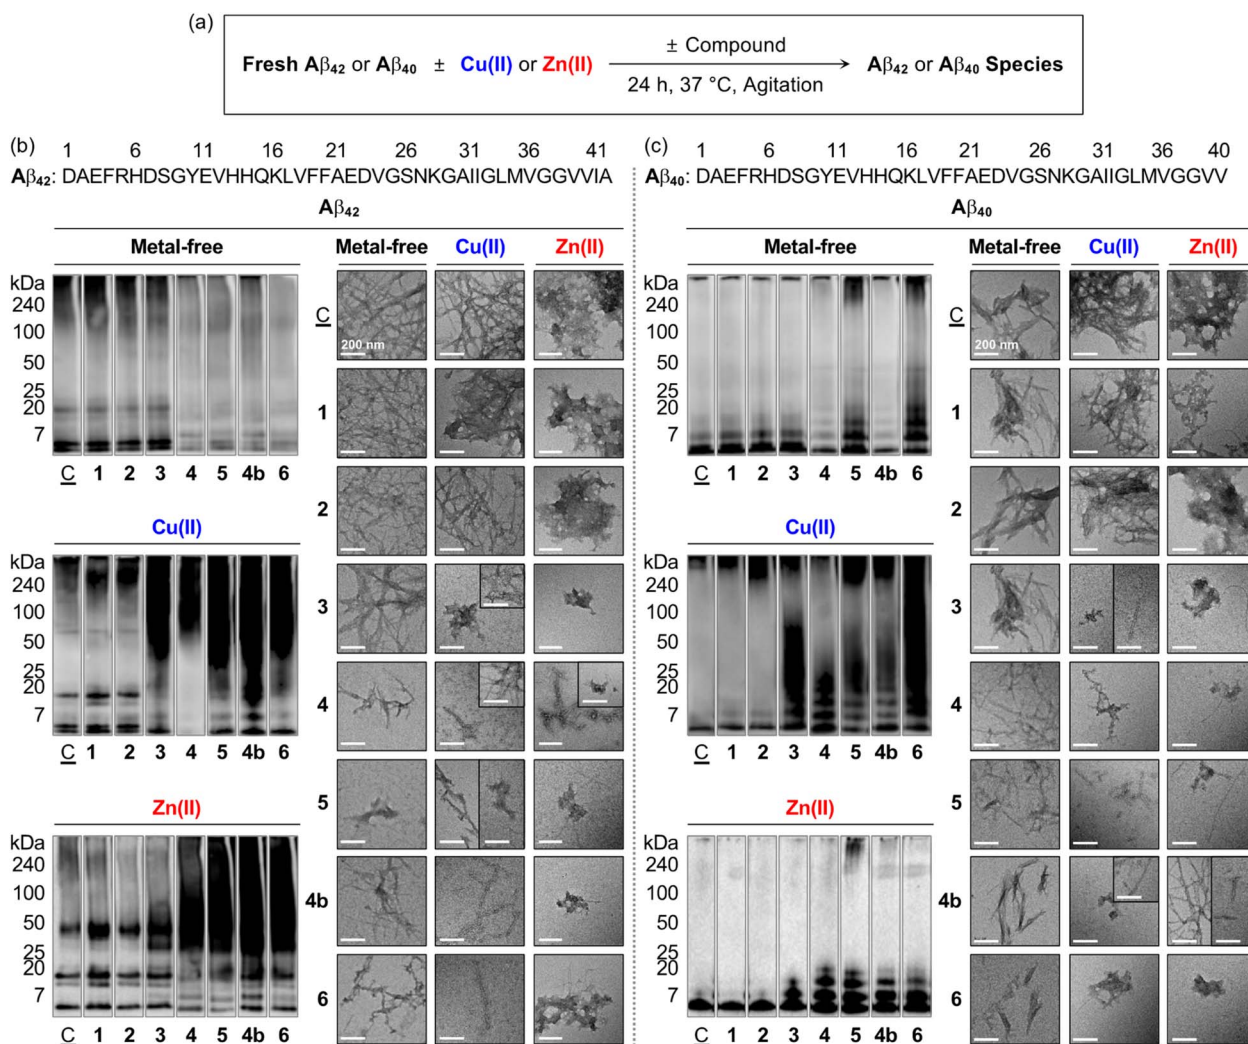 (a)
± Compound
Fresh Aβ42 or Aβ40 ± Cu(II) or Zn(II) Aβ42 or Aβ40 Species
24 h, 37 °C, Agitation
(b)
1 6 11 16 21 26 31 36 41
Aβ42: DAEFRHDSGYEVHHQKLVFFAEDVGSNKGAIIGLMVGGVVIA
Aβ42
Metal-free
kDa
240
100
50
25
20
7
C 1 2 3 4 5 4b 6
Cu(II)
kDa
240
100
50
25
20
7
C 1 2 3 4 5 4b 6
Zn(II)
kDa
240
100
50
25
20
7
C 1 2 3 4 5 4b 6
Metal-free Cu(II) Zn(II)
C
200 nm
1
2
3
4
5
4b
6
(c)
1 6 11 16 21 26 31 36 40
Aβ40: DAEFRHDSGYEVHHQKLVFFAEDVGSNKGAIIGLMVGGVV
Aβ40
Metal-free
kDa
240
100
50
25
20
7
C 1 2 3 4 5 4b 6
Cu(II)
kDa
240
100
50
25
20
7
C 1 2 3 4 5 4b 6
Zn(II)
kDa
240
100
50
25
20
7
C 1 2 3 4 5 4b 6
Metal-free Cu(II) Zn(II)
C
200 nm
1
2
3
4
5
4b
6